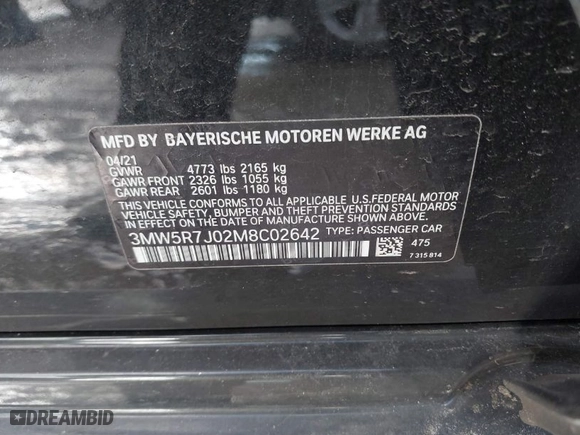 MFD BY BAYERISCHE MOTOREN WERKE AG
04/21
GVWR 4773 lbs 2165 kg
GAWR FRONT 2326 lbs 1055 kg
GAWR REAR 2601 lbs 1180 kg
THIS VEHICLE CONFORMS TO ALL APPLICABLE U.S.FEDERAL MOTOR
VEHICLE SAFETY, BUMPER, AND THEFT PREVENTION STANDARDS
IN EFFECT ON THE DATE OF MANUFACTURE SHOWN ABOVE.
3MW5R7J02M8C02642 TYPE: PASSENGER CAR
475
7 315 814
DREAMBID